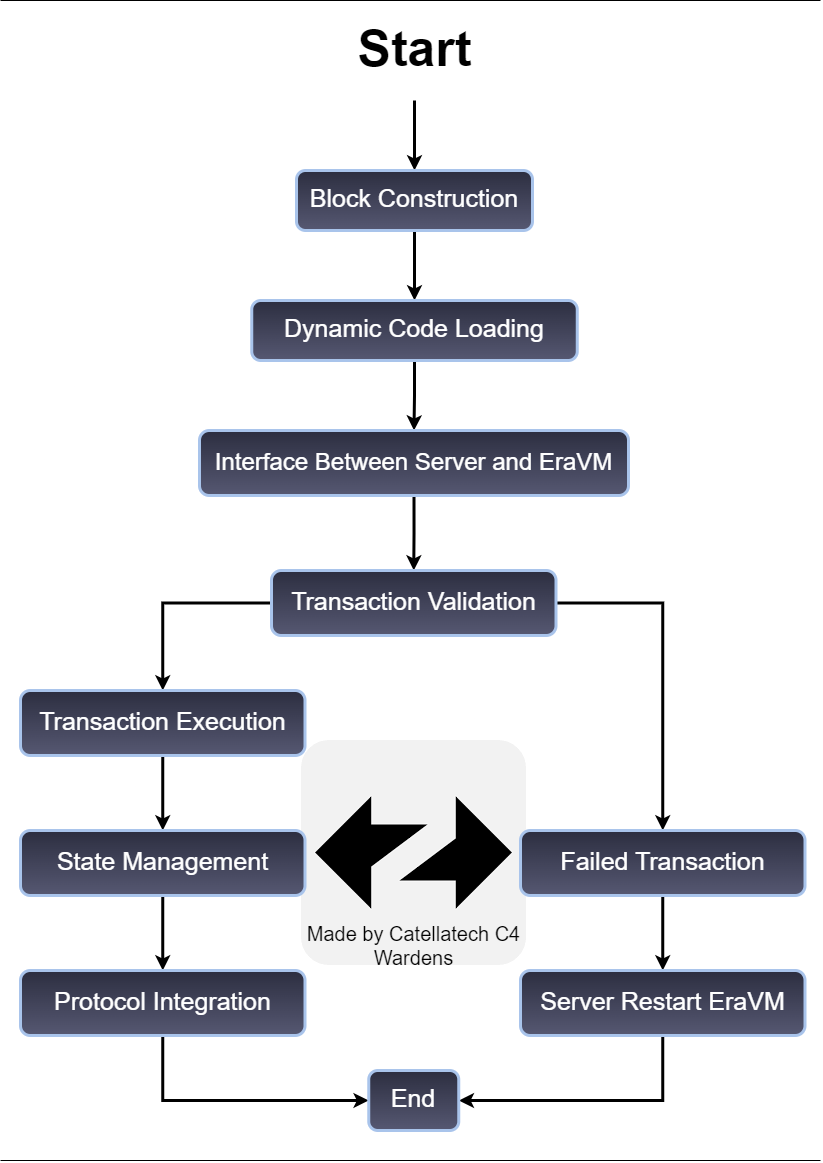 Start
Block Construction
Dynamic Code Loading
Interface Between Server and EraVM
Transaction Validation
Transaction Execution
State Management
Failed Transaction
Made by Catellatech C4
Wardens
Protocol Integration
Server Restart EraVM
End